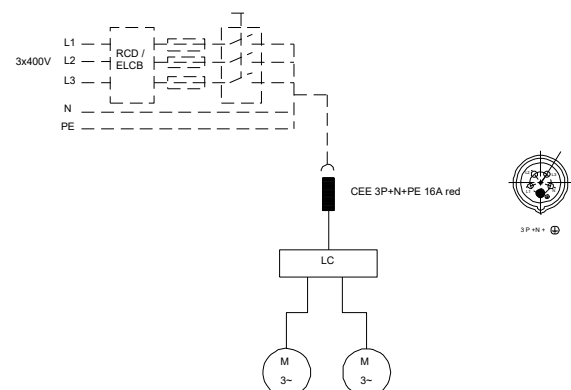 L1
3x400V
L2
L3
RCD /
ELCB
N
PE
CEE 3P+N+PE 16A red
3 P +N +
LC
M
3~
M
3~